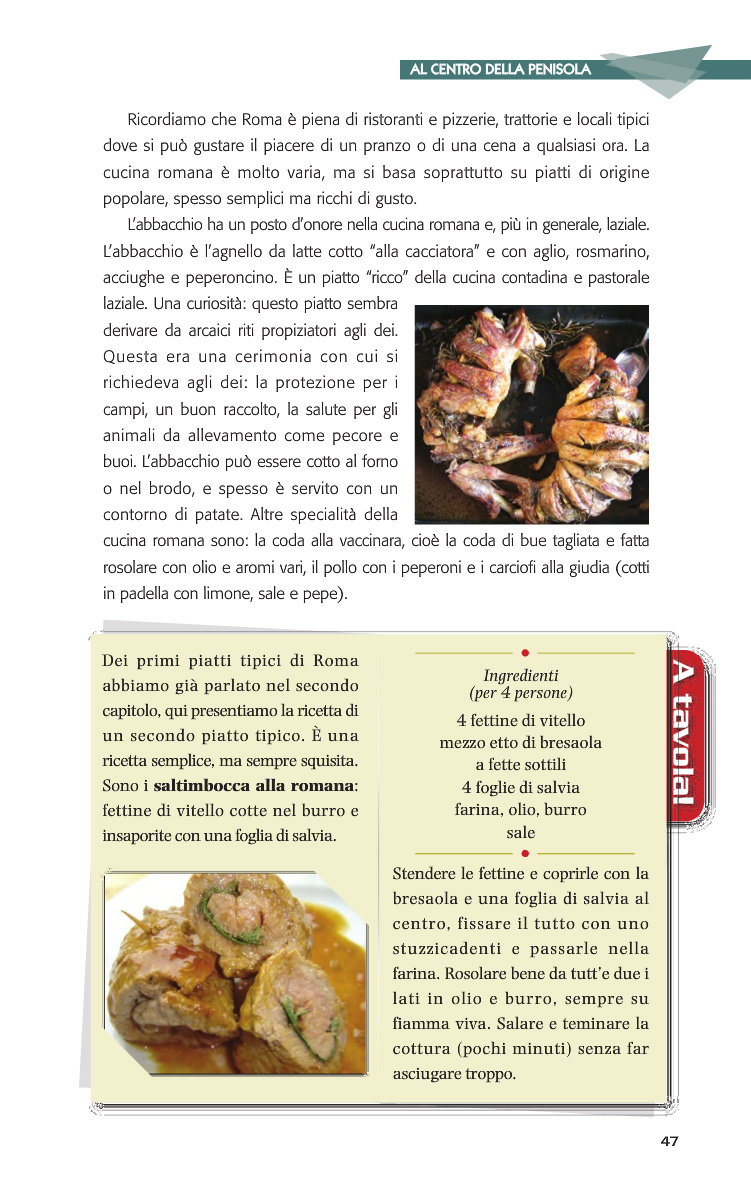 AL CENTRO DELLA PENISOLA
Ricordiamo che Roma è piena di ristoranti e pizzerie, trattorie e locali tipici
dove si può gustare il piacere di un pranzo o di una cena a qualsiasi ora. La
cucina romana è molto varia, ma si basa soprattutto su piatti di origine
popolare, spesso semplici ma ricchi di gusto.
L'abbacchio ha un posto d'onore nella cucina romana e, più in generale, laziale.
L'abbacchio è l'agnello da latte cotto "alla cacciatora" e con aglio, rosmarino,
acciughe e peperoncino. È un piatto "ricco" della cucina contadina e pastorale
laziale. Una curiosità: questo piatto sembra
derivare da arcaici riti propiziatori agli dei.
Questa era una cerimonia con cui si
richiedeva agli dei: la protezione per i
campi, un buon raccolto, la salute per gli
animali da allevamento come pecore e
buoi. L'abbacchio può essere cotto al forno
o nel brodo, e spesso è servito con un
contorno di patate. Altre specialità della
cucina romana sono: la coda alla vaccinara, cioè la coda di bue tagliata e fatta
rosolare con olio e aromi vari, il pollo con i peperoni e i carciofi alla giudia (cotti
in padella con limone, sale e pepe).
Dei primi piatti tipici di Roma
abbiamo già parlato nel secondo
capitolo, qui presentiamo la ricetta di
un secondo piatto tipico. È una
ricetta semplice, ma sempre squisita.
Sono i saltimbocca alla romana:
fettine di vitello cotte nel burro e
insaporite con una foglia di salvia.
Ingredienti
(per 4 persone)
4 fettine di vitello
mezzo etto di bresaola
a fette sottili
4 foglie di salvia
farina, olio, burro
sale
Stendere le fettine e coprirle con la
bresaola e una foglia di salvia al
centro, fissare il tutto con uno
stuzzicadenti e passarle nella
farina. Rosolare bene da tutt'e due i
lati in olio e burro, sempre su
fiamma viva. Salare e teminare la
cottura (pochi minuti) senza far
asciugare troppo.
A tavola!
47